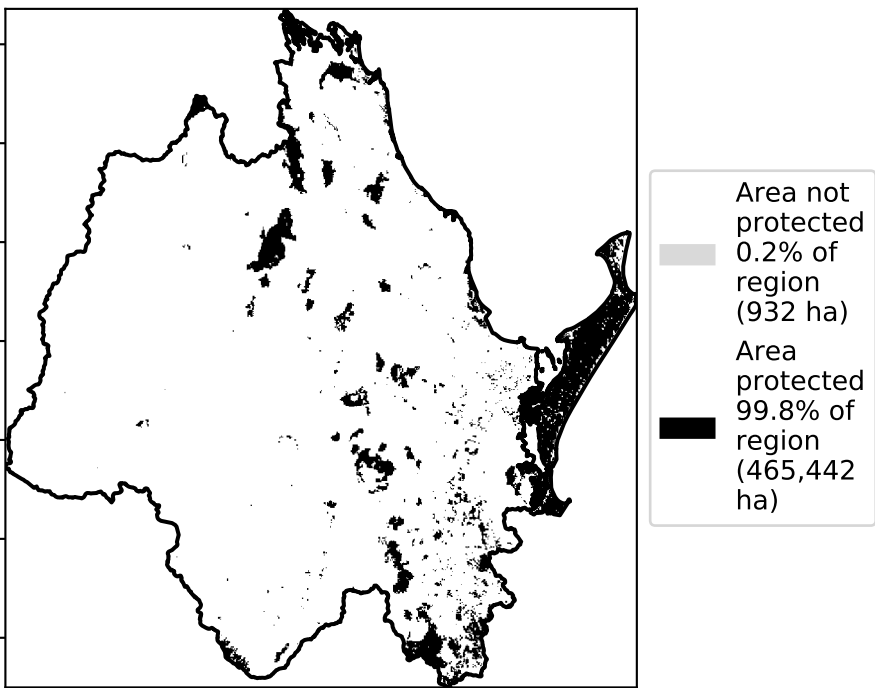 Area not
protected
0.2% of
region
(932 ha)
Area
protected
99.8% of
region
(465,442
ha)